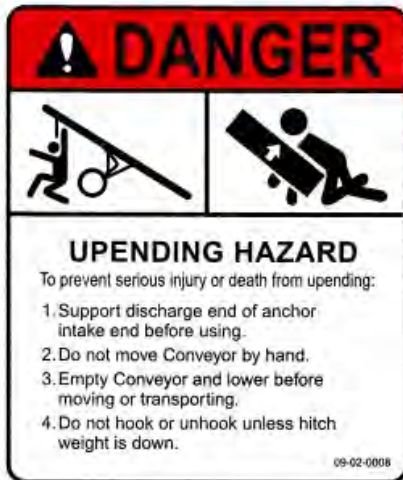 DANGER
UPENDING HAZARD
To prevent serious injury or death from upending:
1. Support discharge end of anchor
intake end before using.
2. Do not move Conveyor by hand.
3. Empty Conveyor and lower before
moving or transporting.
4. Do not hook or unhook unless hitch
weight is down.
09-02-0008